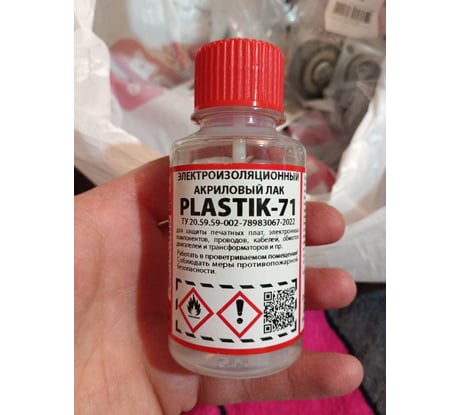 ЭЛЕКТРОИЗОЛЯЦИОННЫЙ
АКРИЛОВЫЙ ЛАК
PLASTIK-71
ТУ 20.59.59-002-78983067-2022
для защиты печатных плат, электронных
компонентов, проводов, кабелей, обмоток
двигателей и трансформаторов и пр.
Работать в проветриваемом помещении!
Соблюдать меры противопожарной
безопасности.